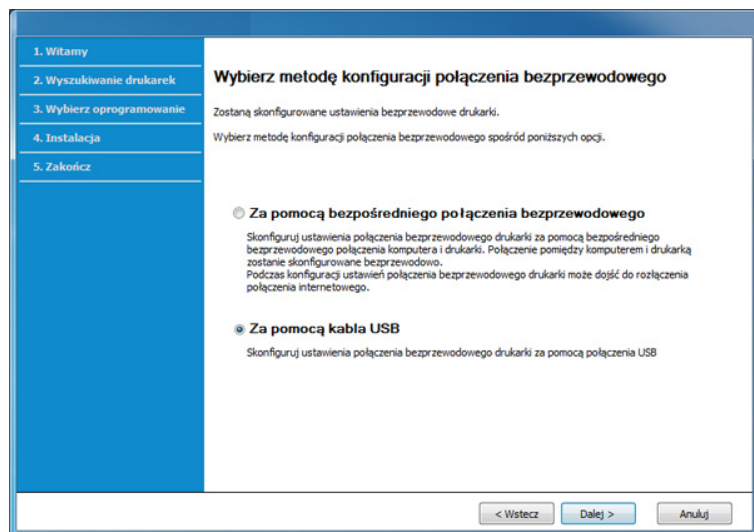 1. Witamy
2. Wyszukiwanie drukarek
3. Wybierz oprogramowanie
4. Instalacja
5. Zakończ
Wybierz metodę konfiguracji połączenia bezprzewodowego
Zostaną skonfigurowane ustawienia bezprzewodowe drukarki.
Wybierz metodę konfiguracji połączenia bezprzewodowego spośród poniższych opcji.
Za pomocą bezpośredniego połączenia bezprzewodowego
Skonfiguruj ustawienia połączenia bezprzewodowego drukarki za pomocą bezpośredniego
bezprzewodowego połączenia komputera i drukarki. Połączenie pomiędzy komputerem i drukarką
zostanie skonfigurowane bezprzewodowo.
Podczas konfiguracji ustawień połączenia bezprzewodowego drukarki może dojść do rozłączenia
połączenia internetowego.
Za pomocą kabla USB
Skonfiguruj ustawienia połączenia bezprzewodowego drukarki za pomocą połączenia USB
< Wstecz Dalej > Anuluj